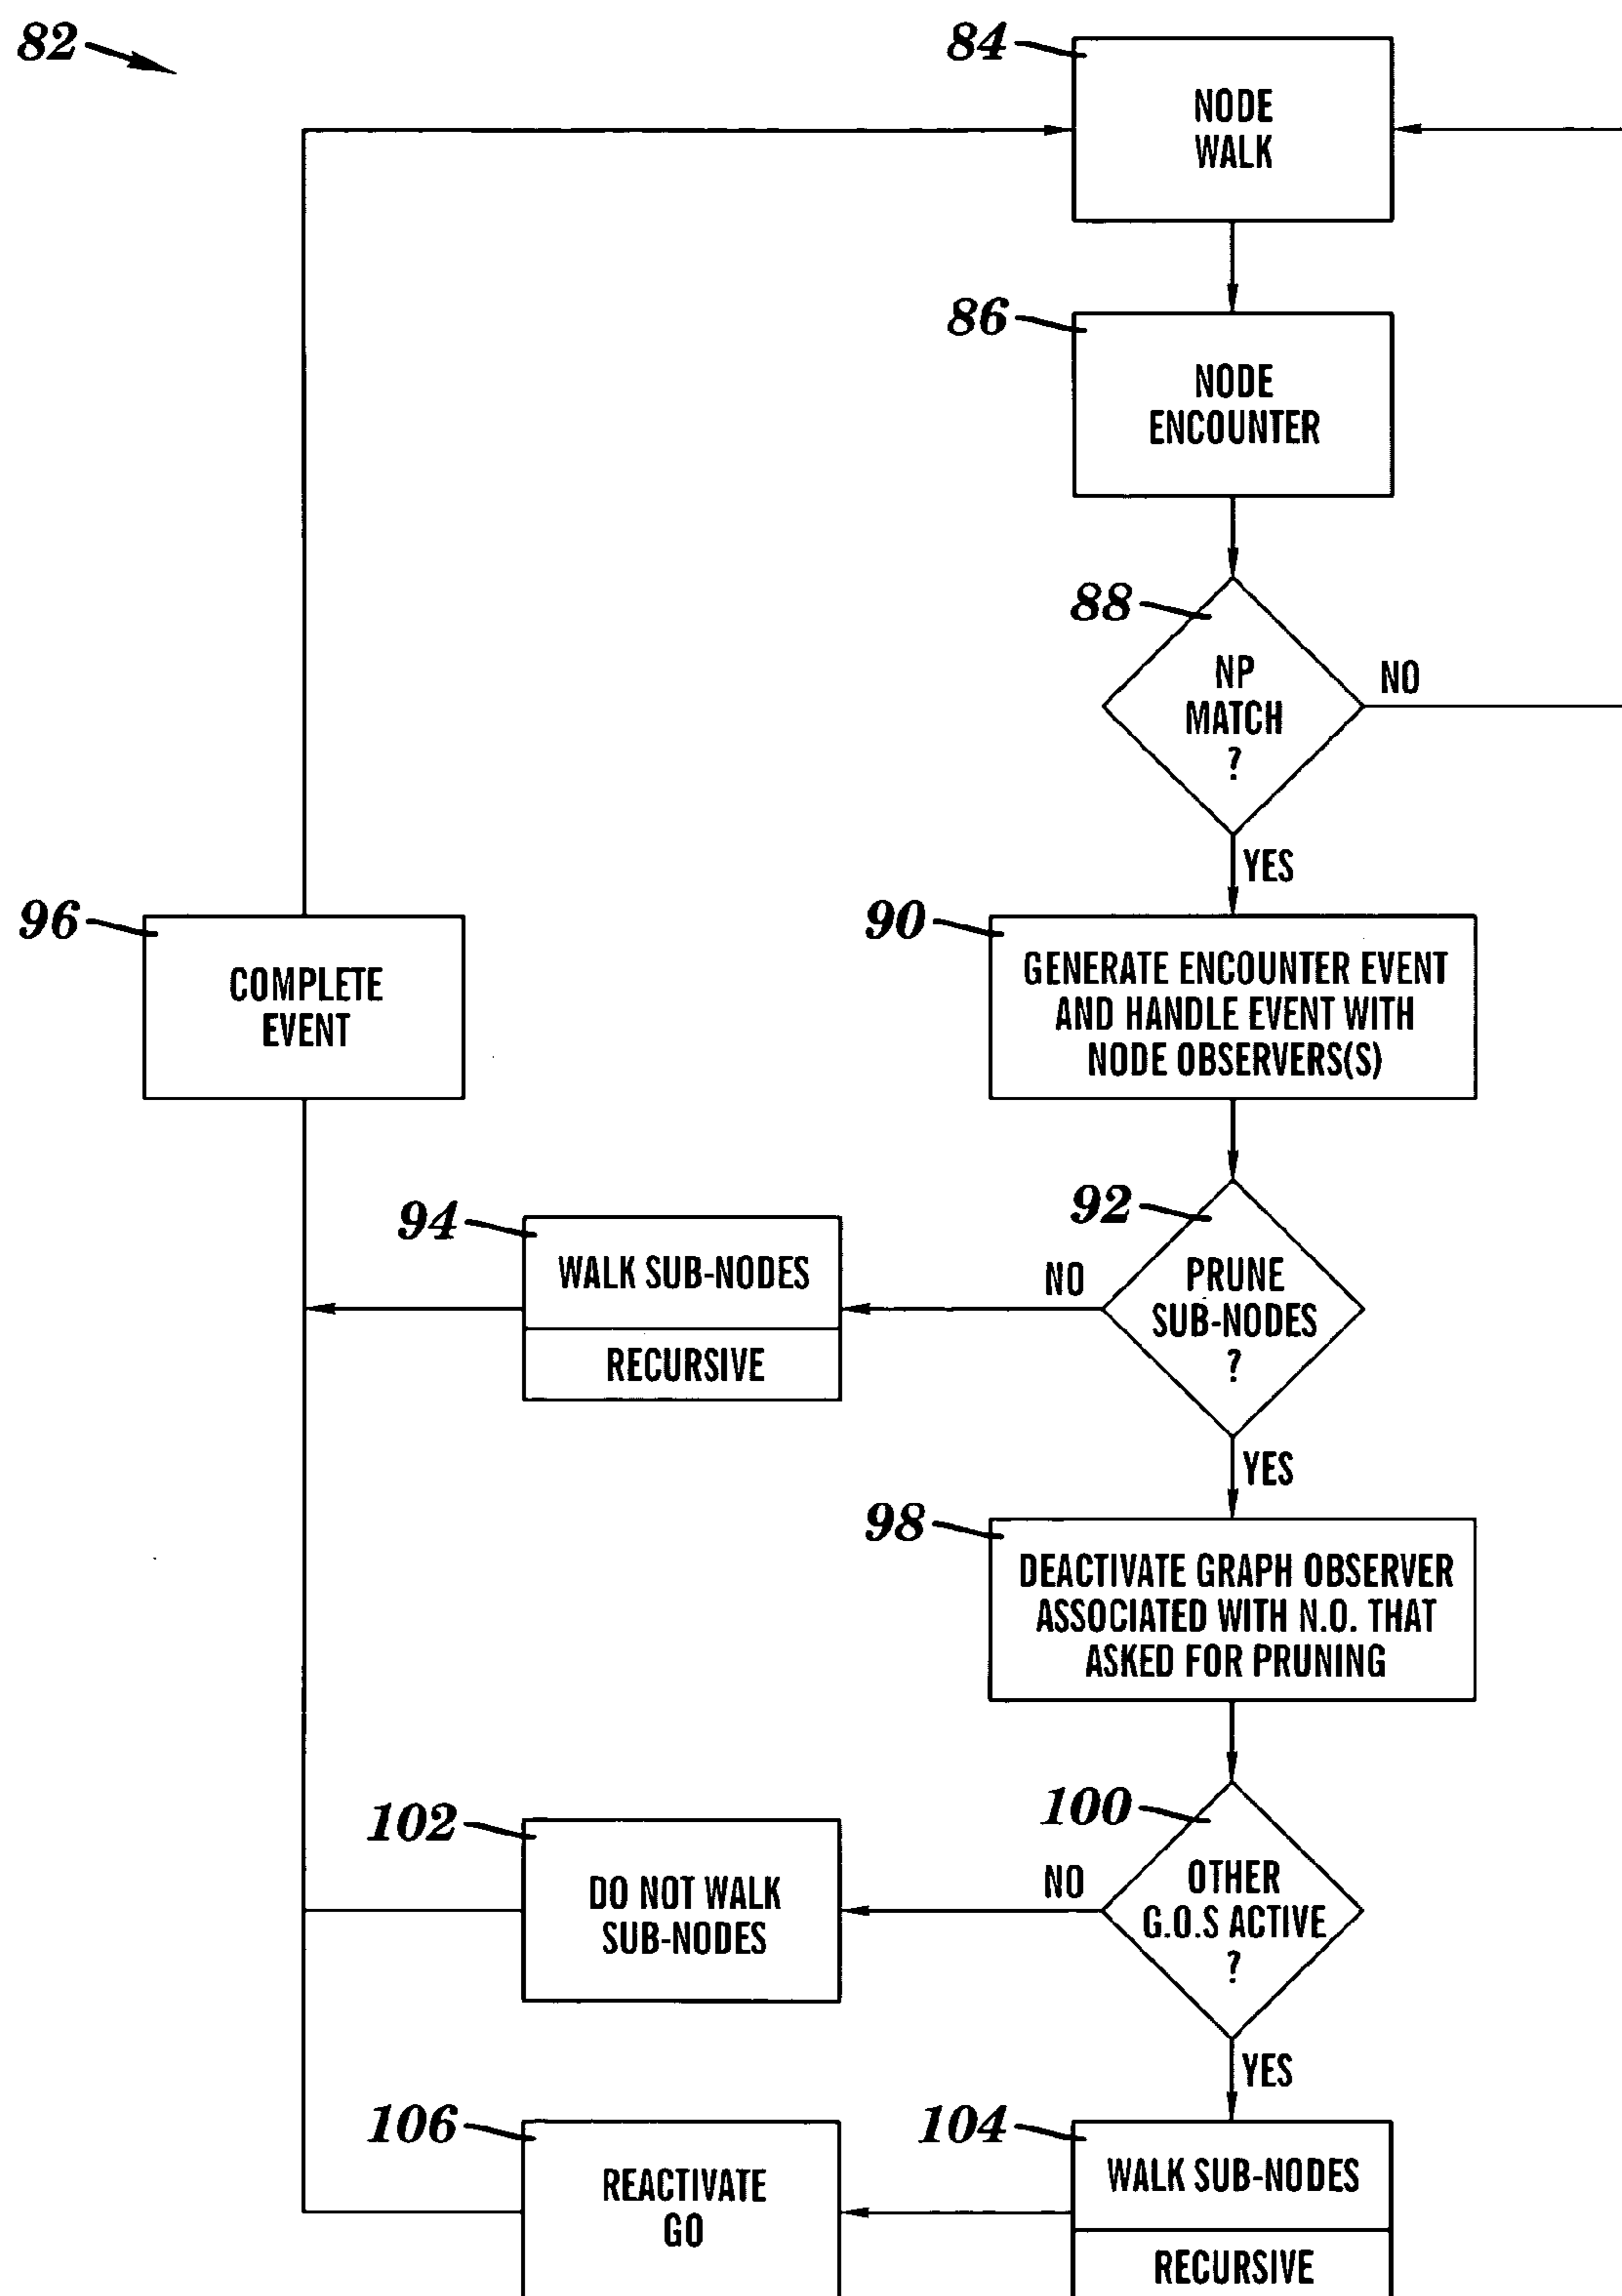 82
84
NODE
WALK
86
NODE
ENCOUNTER
88
NP
MATCH
?
NO
YES
96
COMPLETE
EVENT
90
GENERATE ENCOUNTER EVENT
AND HANDLE EVENT WITH
NODE OBSERVERS(S)
94
WALK SUB-NODES
RECURSIVE
NO
92
PRUNE
SUB-NODES
?
YES
98
DEACTIVATE GRAPH OBSERVER
ASSOCIATED WITH N.O. THAT
ASKED FOR PRUNING
102
DO NOT WALK
SUB-NODES
NO
100
OTHER
G.O.S ACTIVE
?
YES
106
REACTIVATE
GO
104
WALK SUB-NODES
RECURSIVE